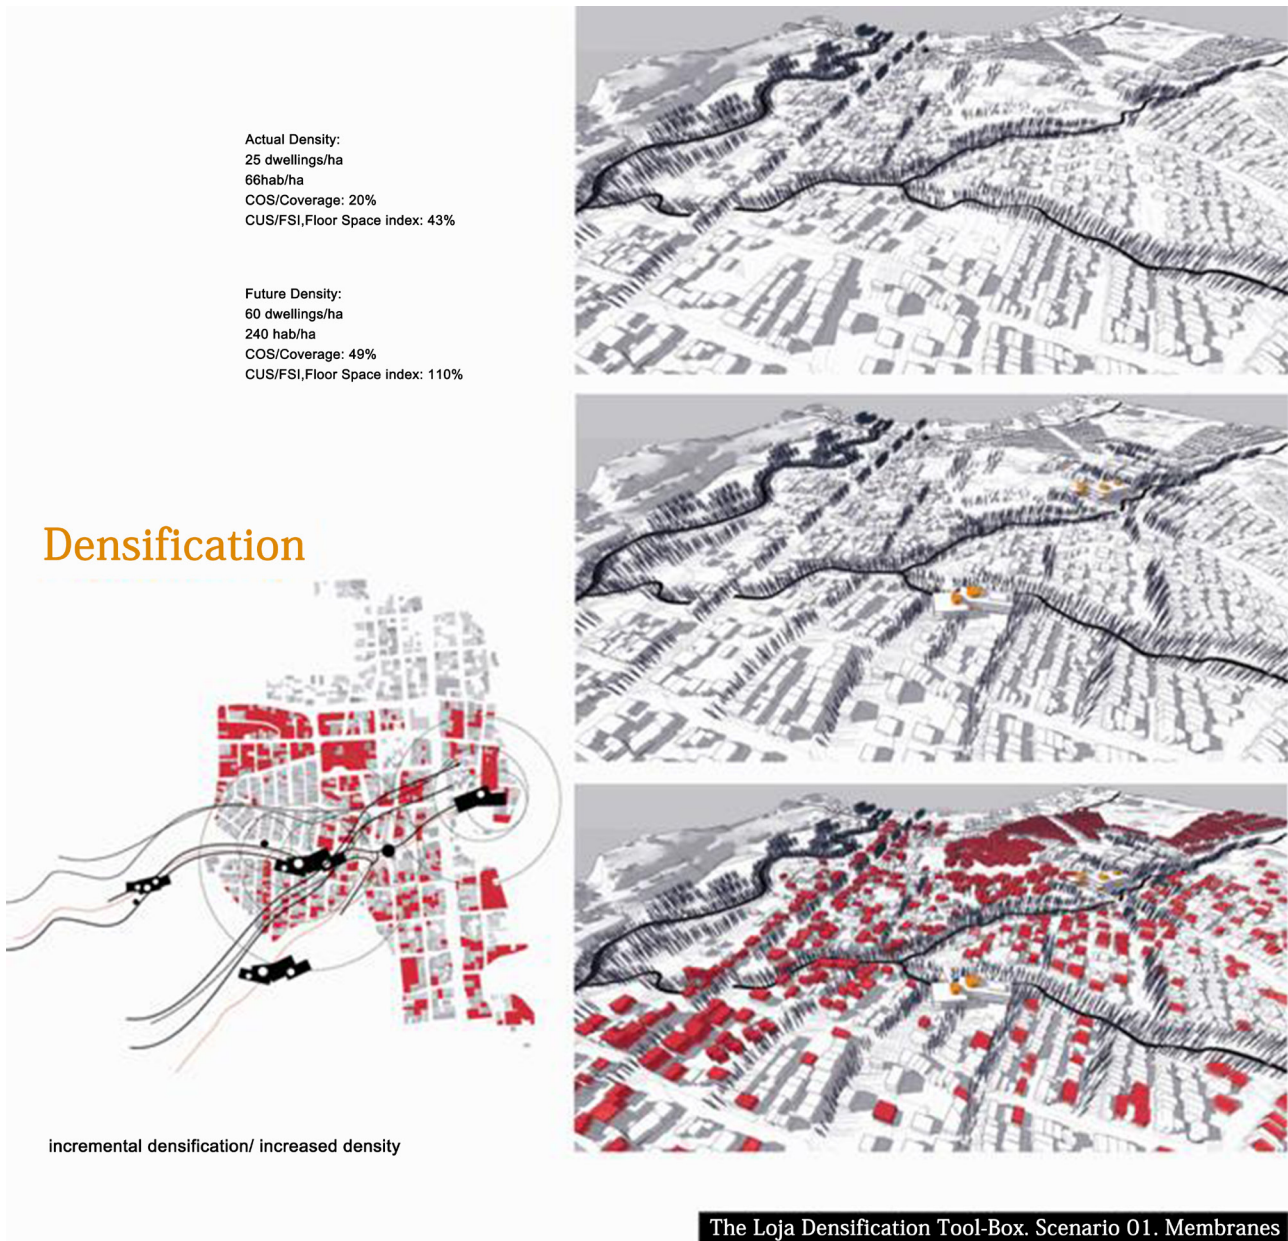 Actual Density:
25 dwellings/ha
66hab/ha
COS/Coverage: 20%
CUS/FSI,Floor Space index: 43%
Future Density:
60 dwellings/ha
240 hab/ha
COS/Coverage: 49%
CUS/FSI,Floor Space index: 110%
Densification
incremental densification/ increased density
The Loja Densification Tool-Box. Scenario 01. Membranes